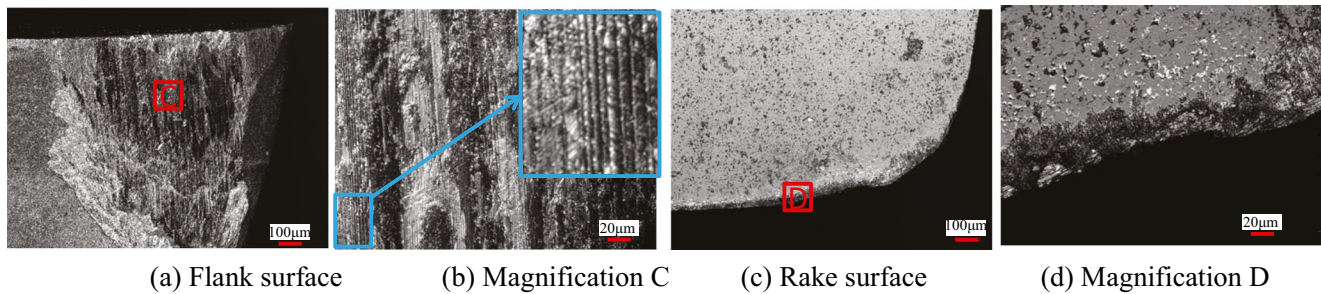 C
100μm
20μm
D
100μm
20μm
(a) Flank surface
(b) Magnification C
(c) Rake surface
(d) Magnification D